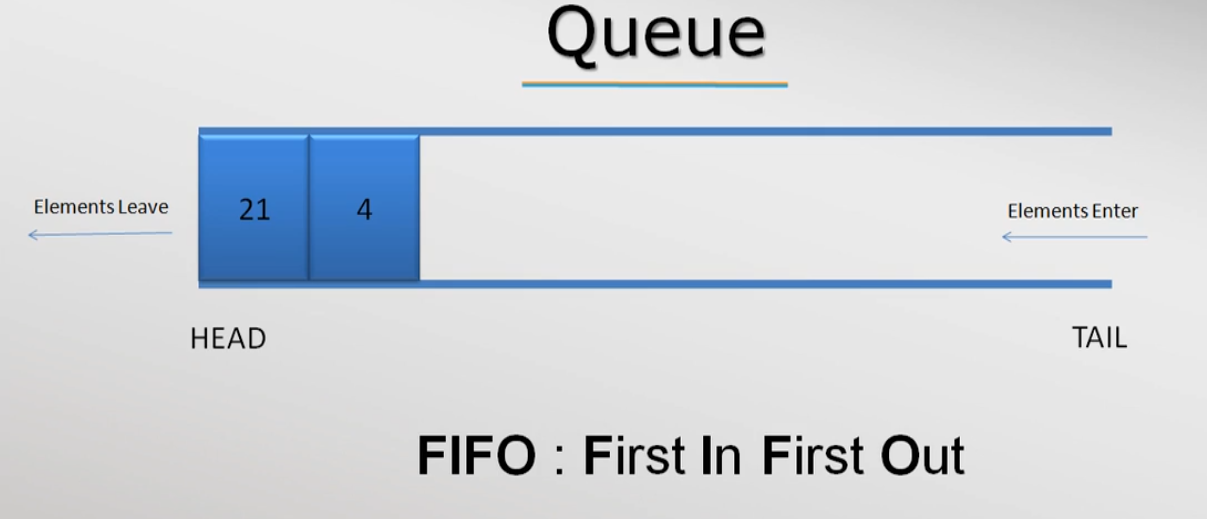 Queue
Elements Leave
21
4
Elements Enter
HEAD
TAIL
FIFO : First In First Out